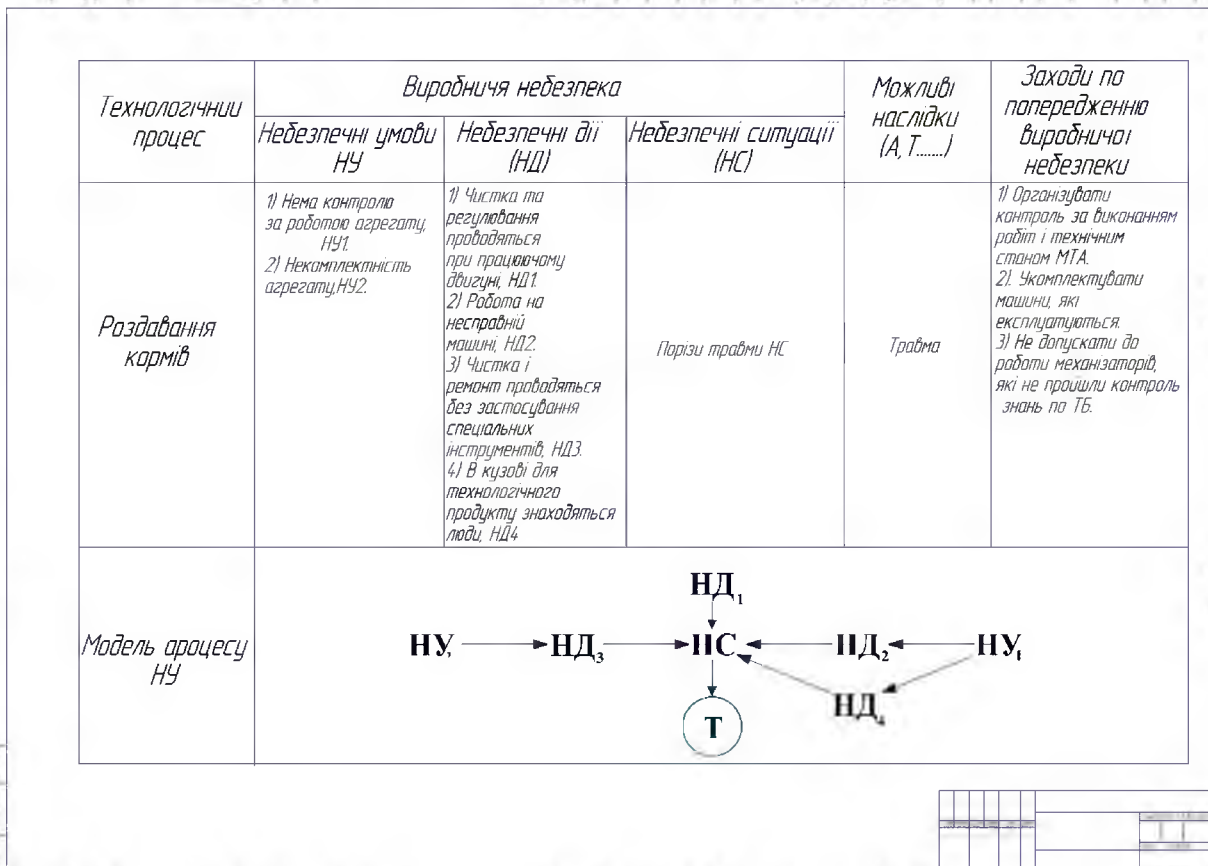 Технологічнии
процес
Виробничя небезпека
Небезпечні умови
НУ
Небезпечні дії
(НД)
Небезпечні ситуації
(НС)
Можливі
наслідки
(А, Т.......)
Заходи по
попередженню
виробничоі
небезпеки
Роздавання
кормів
1) Нема контролю
за роботою агрегату,
НУ1.
2) Некомплектність
агрегату,НУ2.
1) Чистка та
регулювання
проводяться
при працюючому
двигуні, НД1.
2) Робота на
несправній
машині, НД2.
3) Чистка і
ремонт проводяться
без застосування
спеціальних
інструментів, НД3.
4) В кузові для
технологічного
продукту знаходяться
люди, НД4
Порізи травми НС
Травма
1) Організувати
контроль за виконанням
робіт і технічним
станом МТА.
2). Укомплектувати
машини, які
експлуатуються.
3) Не допускати до
роботи механізаторів,
які не пройшли контроль
знань по ТБ.
Модель ароцесу
НУ
НД1
НУ НД3 НС НД2 НУ1
НД4
Т